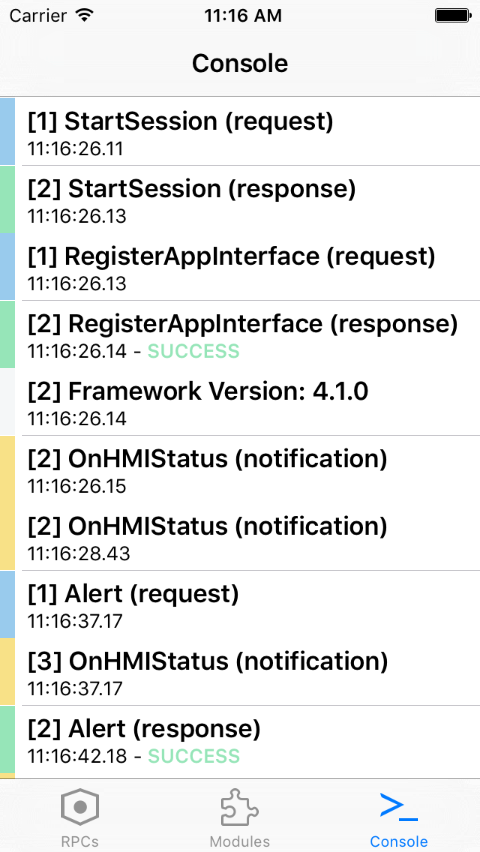 Carrier 11:16 AM
Console
[1] StartSession (request)
11:16:26.11
[2] StartSession (response)
11:16:26.13
[1] RegisterAppInterface (request)
11:16:26.13
[2] RegisterAppInterface (response)
11:16:26.14 - SUCCESS
[2] Framework Version: 4.1.0
11:16:26.14
[2] OnHMIStatus (notification)
11:16:26.15
[2] OnHMIStatus (notification)
11:16:28.43
[1] Alert (request)
11:16:37.17
[3] OnHMIStatus (notification)
11:16:37.17
[2] Alert (response)
11:16:42.18 - SUCCESS
RPCs Modules Console